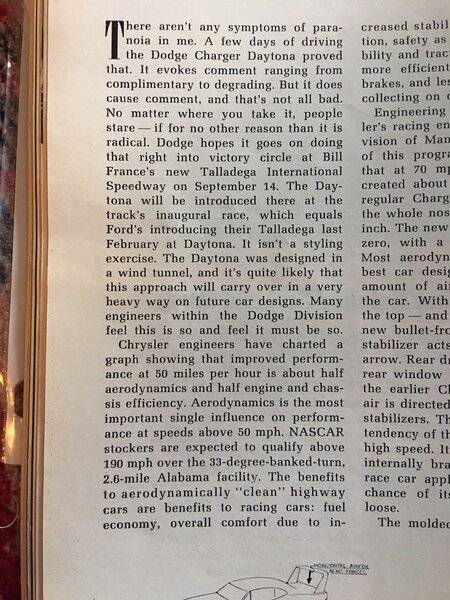 There aren't any symptoms of para-
noia in me. A few days of driving
the Dodge Charger Daytona proved
that. It evokes comment ranging from
complimentary to degrading. But it does
cause comment, and that's not all bad.
No matter where you take it, people
stare — if for no other reason than it is
radical. Dodge hopes it goes on doing
that right into victory circle at Bill
France's new Talladega International
Speedway on September 14. The Day-
tona will be introduced there at the
track's inaugural race, which equals
Ford's introducing their Talladega last
February at Daytona. It isn't a styling
exercise. The Daytona was designed in
a wind tunnel, and it's quite likely that
this approach will carry over in a very
heavy way on future car designs. Many
engineers within the Dodge Division
feel this is so and feel it must be so.
Chrysler engineers have charted a
graph showing that improved perform-
ance at 50 miles per hour is about half
aerodynamics and half engine and chas-
sis efficiency. Aerodynamics is the most
important single influence on perform-
ance at speeds above 50 mph. NASCAR
stockers are expected to qualify above
190 mph over the 33-degree-banked-turn,
2.6-mile Alabama facility. The benefits
to aerodynamically "clean" highway
cars are benefits to racing cars: fuel
economy, overall comfort due to in-
creased stabil
tion, safety as
bility and trac
more efficient
brakes, and les
collecting on
Engineering
ler's racing en
vision of Man
of this progra
that at 70 mp
created about
regular Charg
the whole nos
inch. The new
zero, with a
Most aerodyn
best car desig
amount of air
the car. With
the top — and
new bullet-fro
stabilizer acts
arrow. Rear dr
rear window
the earlier Ch
air is directed
stabilizers. Th
tendency of th
high speed. It
internally bra
race car appl
chance of its
loose.
The molded
HORIZONTAL AIRFOIL
AERO. FORCES